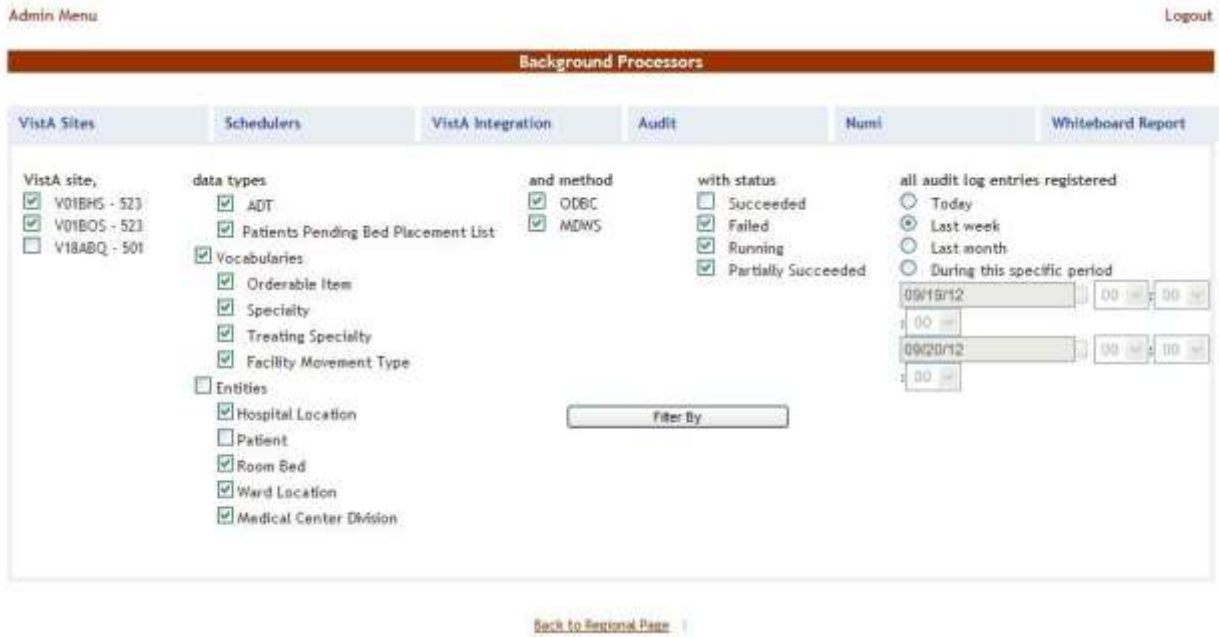 Admin Menu
Logout
Background Processors
VistA Sites
Schedulers
VistA Integration
Audit
Numi
Whiteboard Report
VistA site,
V01BHS - 523
V01BOS - 523
V18ABQ - 501
data types
ADT
Patients Pending Bed Placement List
Vocabularies
Orderable Item
Specialty
Treating Specialty
Facility Movement Type
Entities
Hospital Location
Patient
Room Bed
Ward Location
Medical Center Division
and method
ODBC
MDWS
with status
Succeeded
Failed
Running
Partially Succeeded
all audit log entries registered
Today
Last week
Last month
During this specific period
09/19/12 00 : 00
: 00
09/20/12 00 : 00
: 00
Filter By
Back to Regional Page |